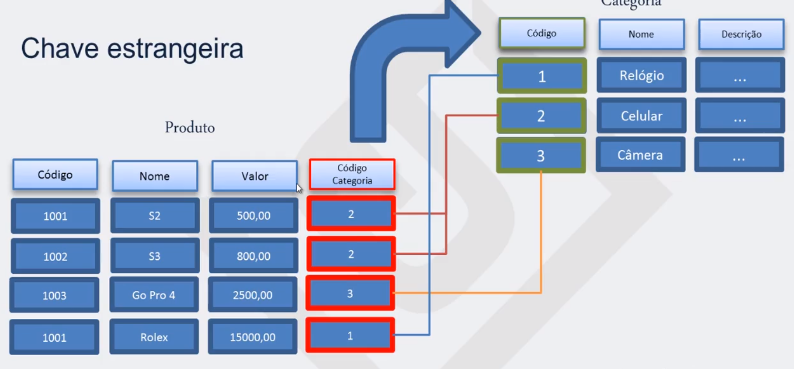 Categoria
Chave estrangeira
Código Nome Descrição
1 Relógio ...
2 Celular ...
3 Câmera ...
Produto
Código Nome Valor Código Categoria
1001 S2 500,00 2
1002 S3 800,00 2
1003 Go Pro 4 2500,00 3
1001 Rolex 15000,00 1